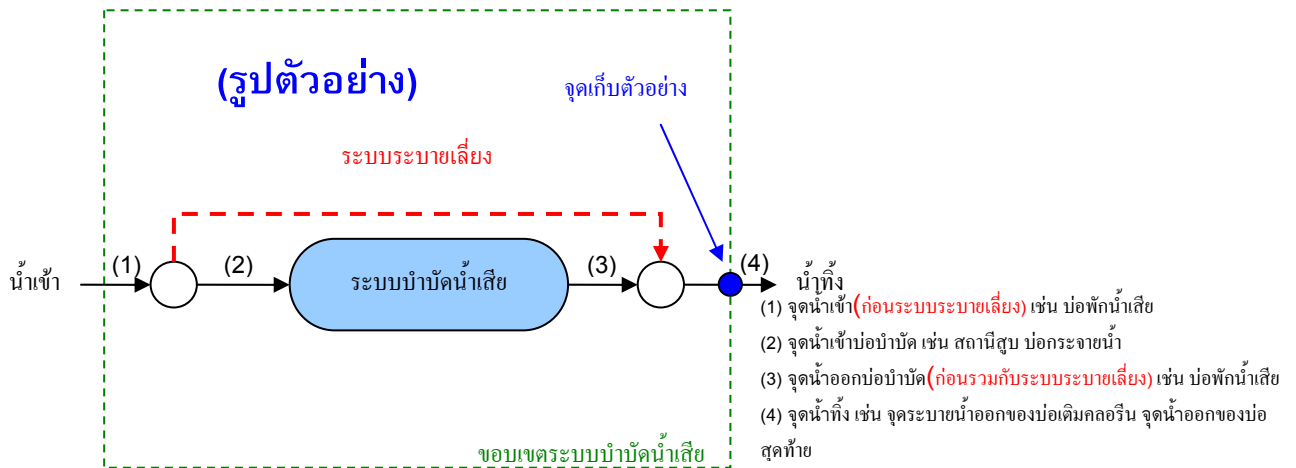 (รูปตัวอย่าง)
จุดเก็บตัวอย่าง
ระบบระบายเลี่ยง
น้ำเข้า
(1)
(2)
ระบบบำบัดน้ำเสีย
(3)
(4)
น้ำทิ้ง
(1) จุดน้ำเข้า(ก่อนระบบระบายเลี่ยง) เช่น บ่อพักน้ำเสีย
(2) จุดน้ำเข้าบ่อบำบัด เช่น สถานีสูบ บ่อกระจายน้ำ
(3) จุดน้ำออกบ่อบำบัด(ก่อนรวมกับระบบระบายเลี่ยง) เช่น บ่อพักน้ำเสีย
(4) จุดน้ำทิ้ง เช่น จุดระบายน้ำออกของบ่อเติมคลอรีน จุดน้ำออกของบ่อ
สุดท้าย
ขอบเขตระบบบำบัดน้ำเสีย